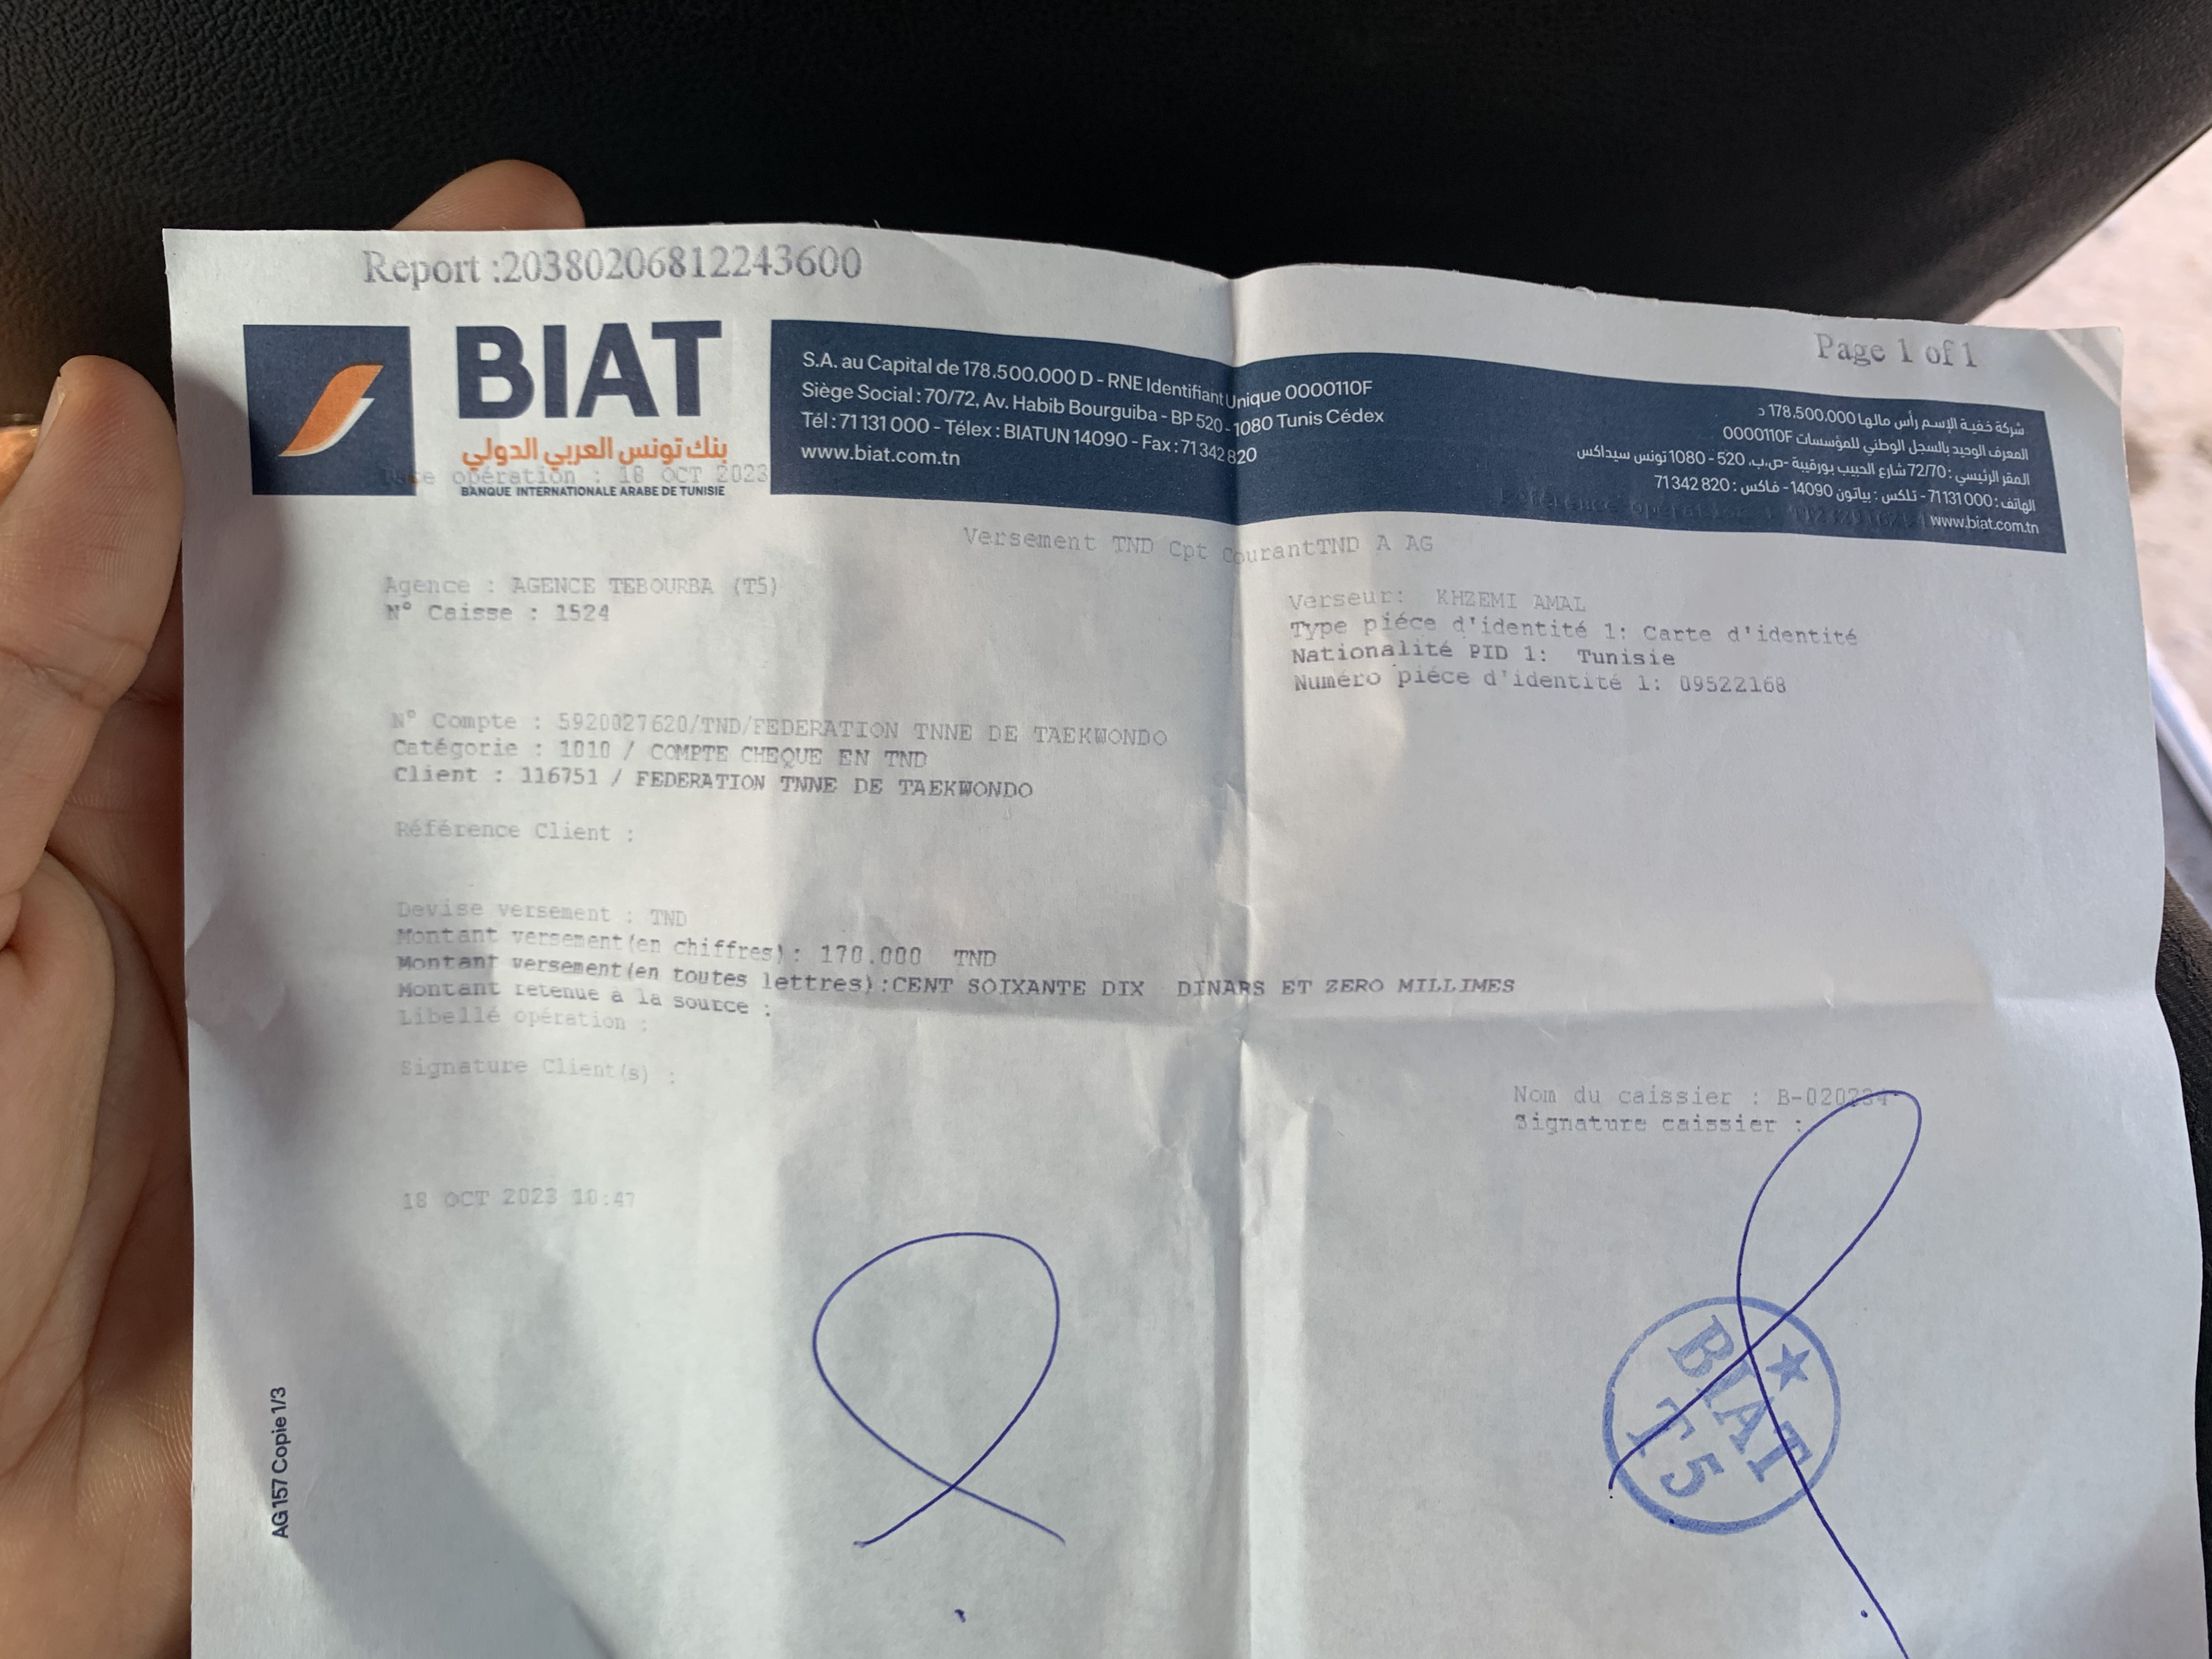 Report :20380206812243600
Page 1 of 1
BIAT
بنك تونس العربي الدولي
BANQUE INTERNATIONALE ARABE DE TUNISIE
S.A. au Capital de 178.500.000 D - RNE Identifiant Unique 0000110F
Siège Social : 70/72, Av. Habib Bourguiba - BP 520 - 1080 Tunis Cédex
Tél : 71 131 000 - Télex : BIATUN 14090 - Fax : 71 342 820
www.biat.com.tn
شركة خفية الإسم رأس مالها 178.500.000 د
المعرف الوحيد بالسجل الوطني للمؤسسات 0000110F
المقر الرئيسي : 72/70 شارع الحبيب بورقيبة -ص.ب. 520 - 1080 تونس سيداكس
الهاتف : 71131000 - تلكس : بياتون 14090 - فاكس : 71 342 820
www.biat.com.tn
opération : 18 OCT 2023
Versement TND Cpt CourantTND A AG
Agence : AGENCE TEBOURBA (T5)
N° Caisse : 1524
Verseur: KHZEMI AMAL
Type piéce d'identité 1: Carte d'identité
Nationalité PID 1: Tunisie
Numéro piéce d'identité 1: 09522168
N° Compte : 5920027620/TND/FEDERATION TNNE DE TAEKWONDO
Catégorie : 1010 / COMPTE CHEQUE EN TND
Client : 116751 / FEDERATION TNNE DE TAEKWONDO
Référence Client :
Devise versement : TND
Montant versement(en chiffres): 170.000 TND
Montant versement(en toutes lettres):CENT SOIXANTE DIX DINARS ET ZERO MILLIMES
Montant retenue à la source :
Libellé opération :
Signature Client(s) :
Nom du caissier : B-020234
Signature caissier :
18 OCT 2023 10:47
BIAT
T5
AG 157 Copie 1/3